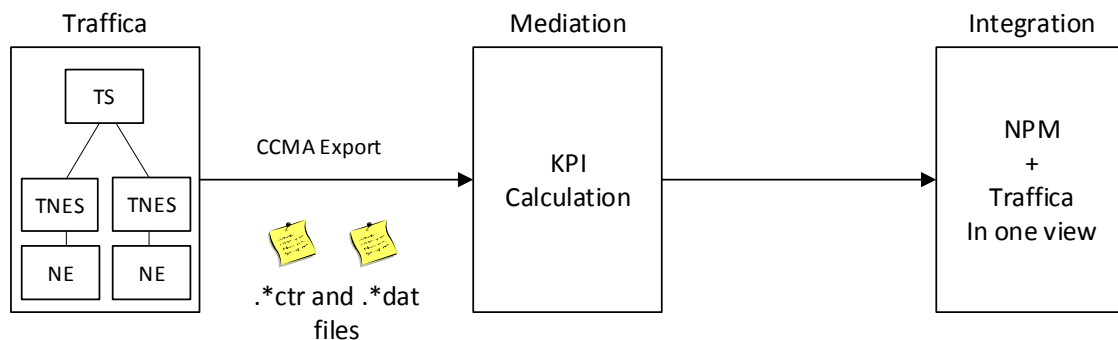 Traffica
Mediation
Integration
TS
TNES
TNES
NE
NE
CCMA Export
.*ctr and .*dat
files
KPI
Calculation
NPM
+
Traffica
In one view